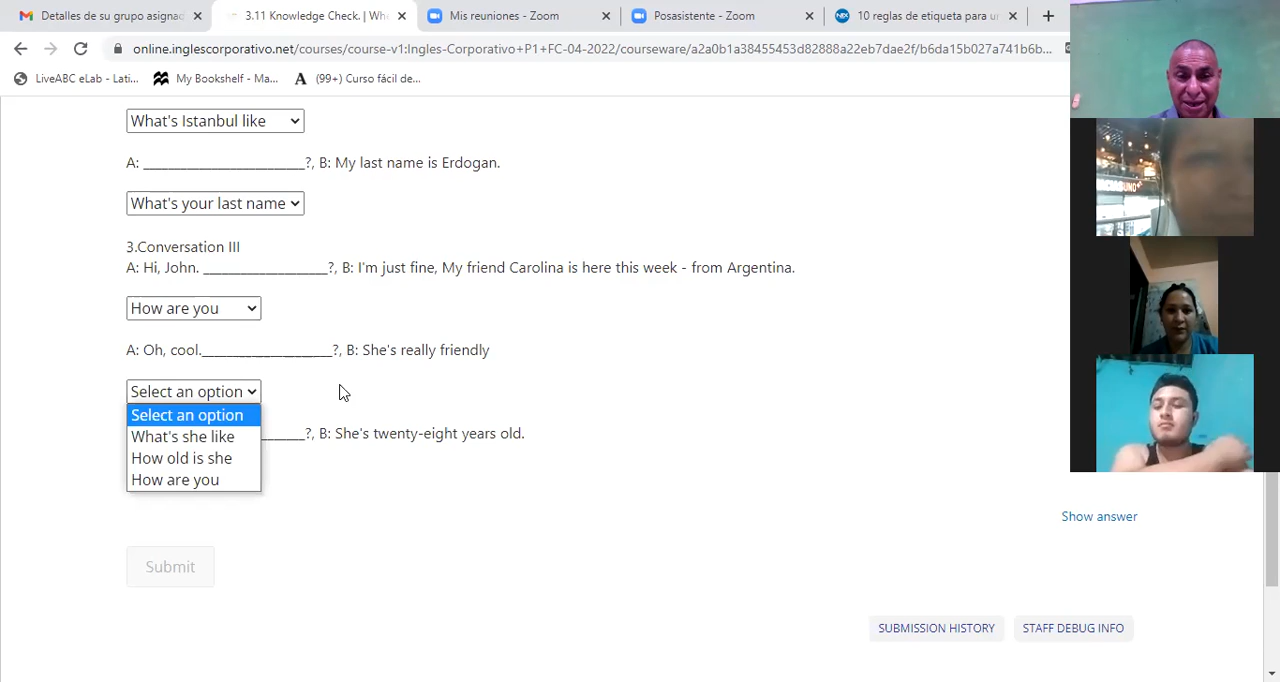 Detalles de su grupo asignad
3.11 Knowledge Check. | Whe
Mis reuniones - Zoom
Posasistente - Zoom
10 reglas de etiqueta para u
online.inglescorporativo.net/courses/course-v1:Ingles-Corporativo+P1+FC-04-2022/courseware/a2a0b1a38455453d82888a22eb7dae2f/b6da15b027a741b6b...
LiveABC eLab - Lati...
My Bookshelf - Ma...
(99+) Curso fácil de...
What's Istanbul like
A: ________________________?, B: My last name is Erdogan.
What's your last name
3.Conversation III
A: Hi, John. ___________________?, B: I'm just fine, My friend Carolina is here this week - from Argentina.
How are you
A: Oh, cool.____________________?, B: She's really friendly
Select an option
Select an option
What's she like
______?, B: She's twenty-eight years old.
How old is she
How are you
Show answer
Submit
SUBMISSION HISTORY
STAFF DEBUG INFO